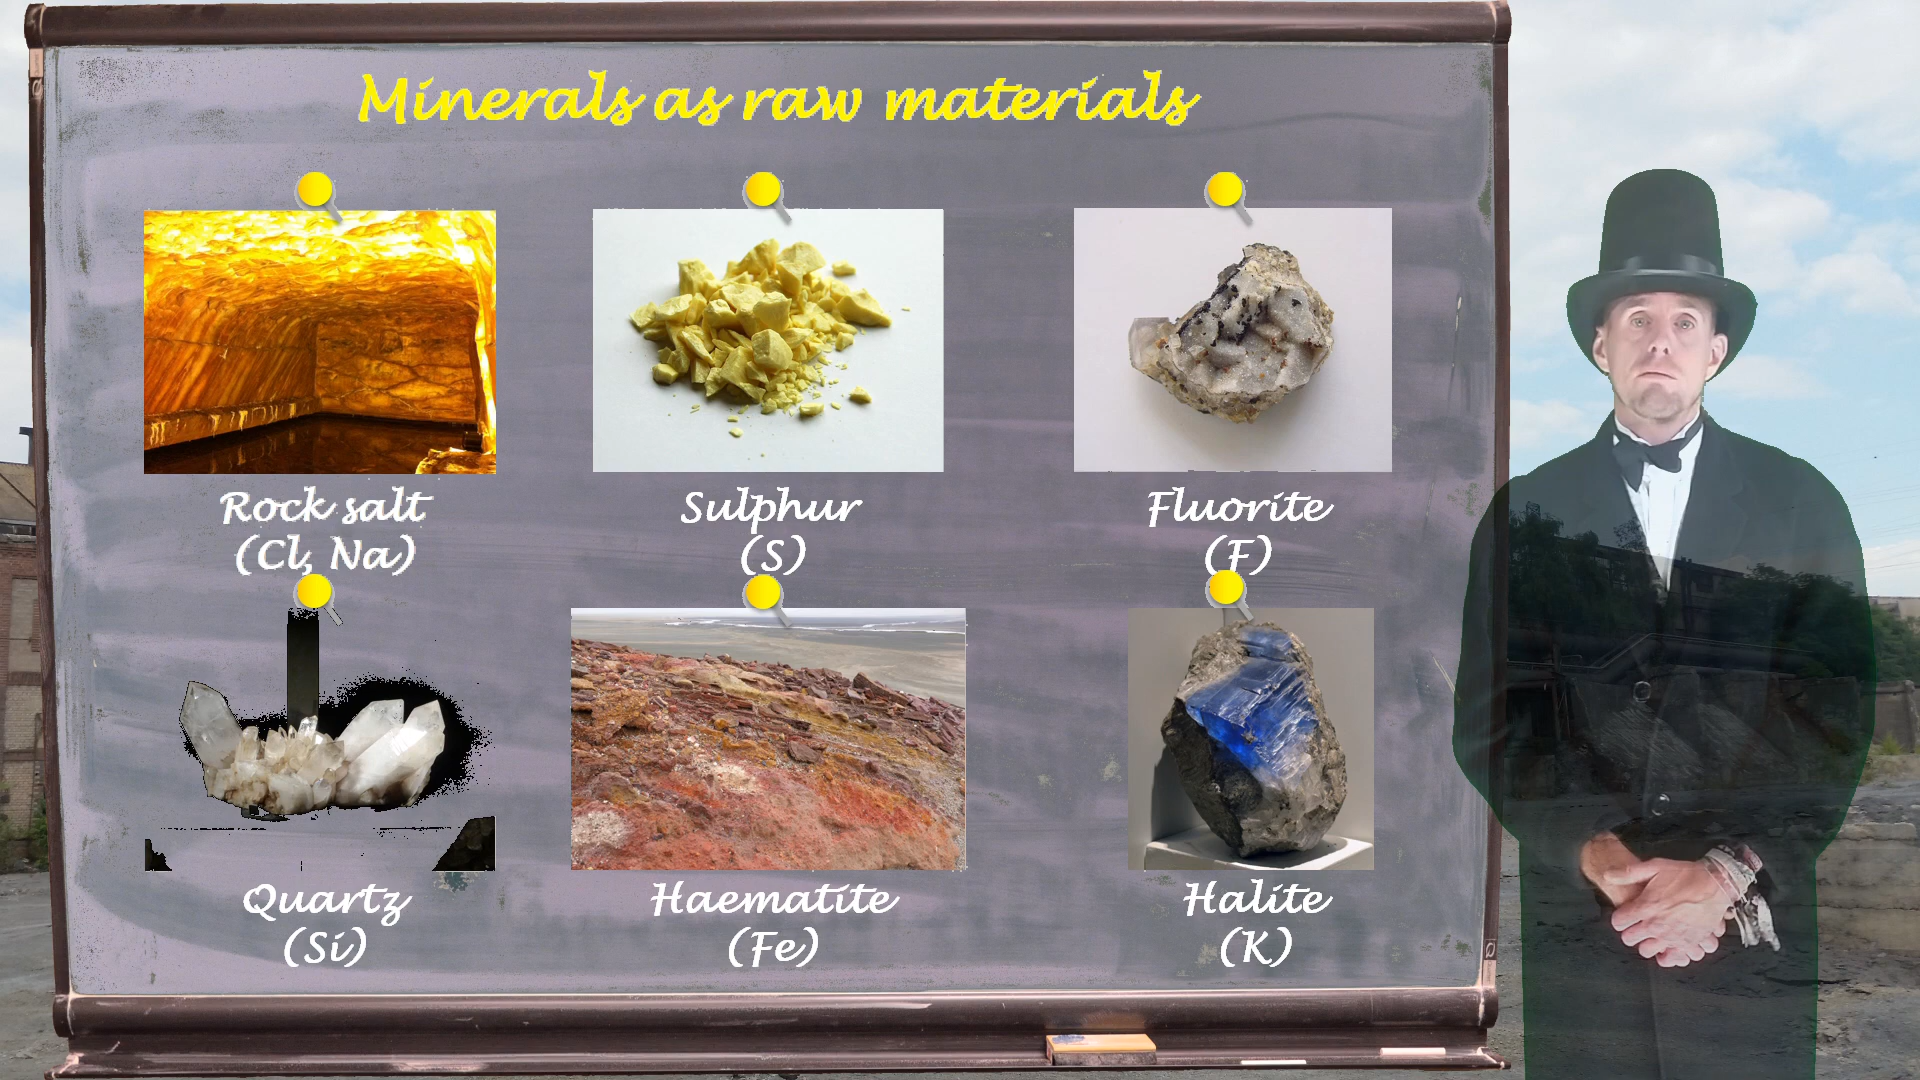 Minerals as raw materials
Rock salt
(Cl, Na)
Sulphur
(S)
Fluorite
(F)
Quartz
(Si)
Haematite
(Fe)
Halite
(K)